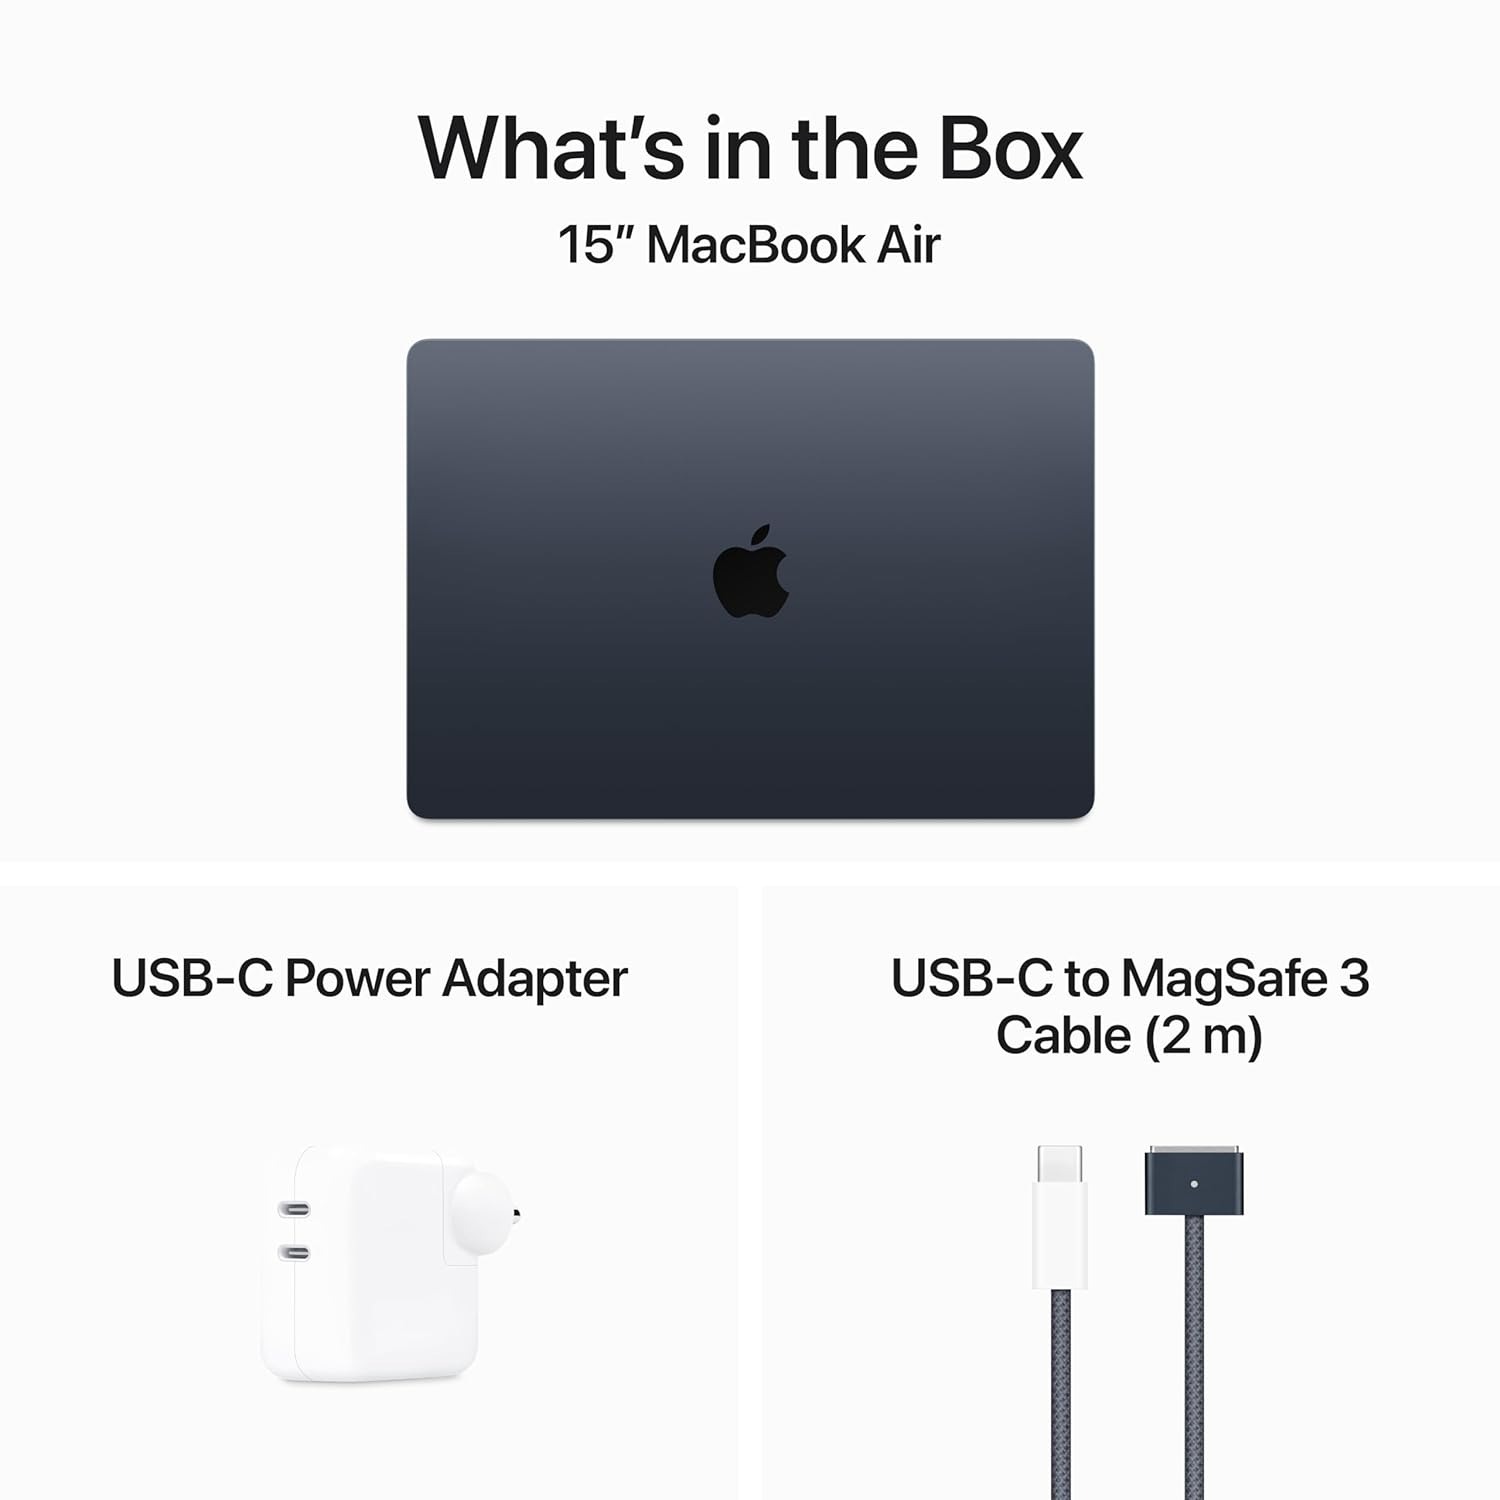 What’s in the Box
15” MacBook Air
USB-C Power Adapter
USB-C to MagSafe 3
Cable (2 m)